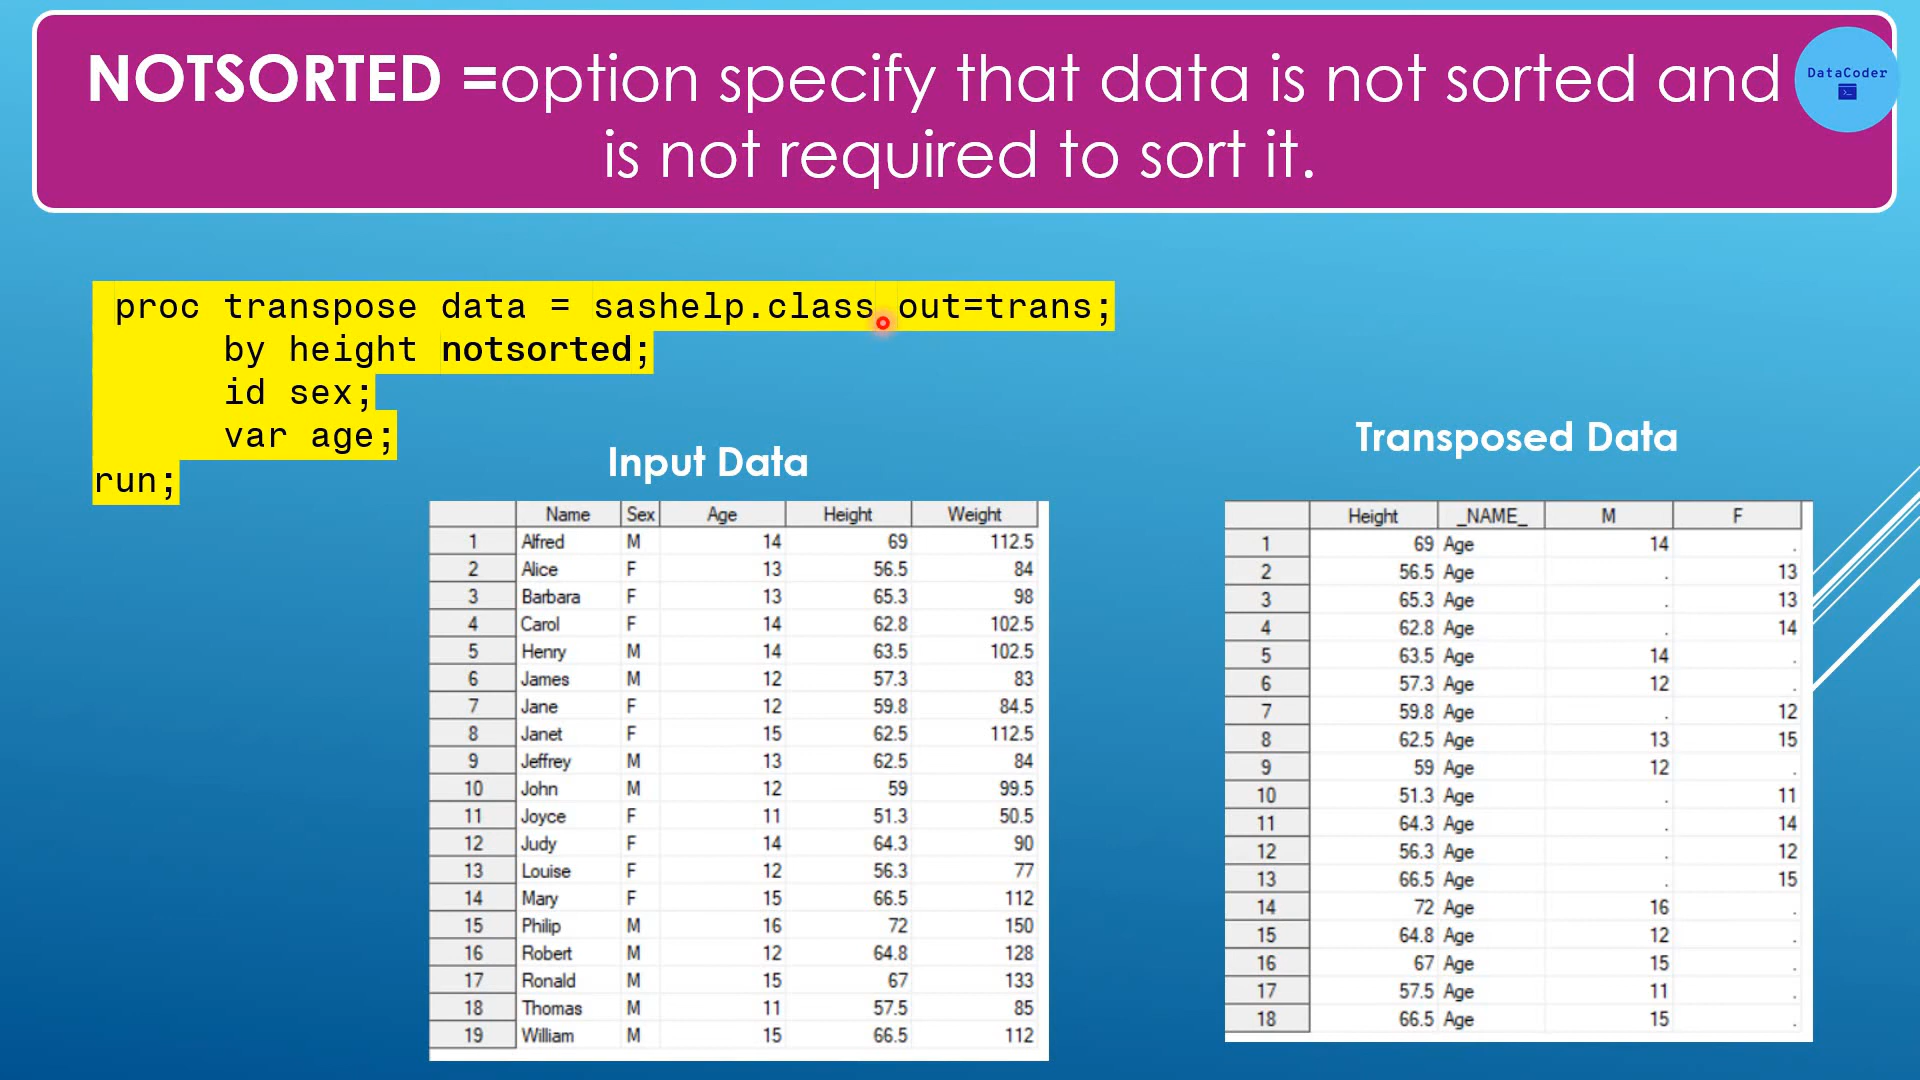 NOTSORTED =option specify that data is not sorted and
is not required to sort it.
DataCoder
proc transpose data = sashelp.class out=trans;
by height notsorted;
id sex;
var age;
run;
Input Data
Name Sex Age Height Weight
1 Alfred M 14 69 112.5
2 Alice F 13 56.5 84
3 Barbara F 13 65.3 98
4 Carol F 14 62.8 102.5
5 Henry M 14 63.5 102.5
6 James M 12 57.3 83
7 Jane F 12 59.8 84.5
8 Janet F 15 62.5 112.5
9 Jeffrey M 13 62.5 84
10 John M 12 59 99.5
11 Joyce F 11 51.3 50.5
12 Judy F 14 64.3 90
13 Louise F 12 56.3 77
14 Mary F 15 66.5 112
15 Philip M 16 72 150
16 Robert M 12 64.8 128
17 Ronald M 15 67 133
18 Thomas M 11 57.5 85
19 William M 15 66.5 112
Transposed Data
Height _NAME_ M F
1 69 Age 14 .
2 56.5 Age . 13
3 65.3 Age . 13
4 62.8 Age . 14
5 63.5 Age 14 .
6 57.3 Age 12 .
7 59.8 Age . 12
8 62.5 Age 13 15
9 59 Age 12 .
10 51.3 Age . 11
11 64.3 Age . 14
12 56.3 Age . 12
13 66.5 Age . 15
14 72 Age 16 .
15 64.8 Age 12 .
16 67 Age 15 .
17 57.5 Age 11 .
18 66.5 Age 15 .